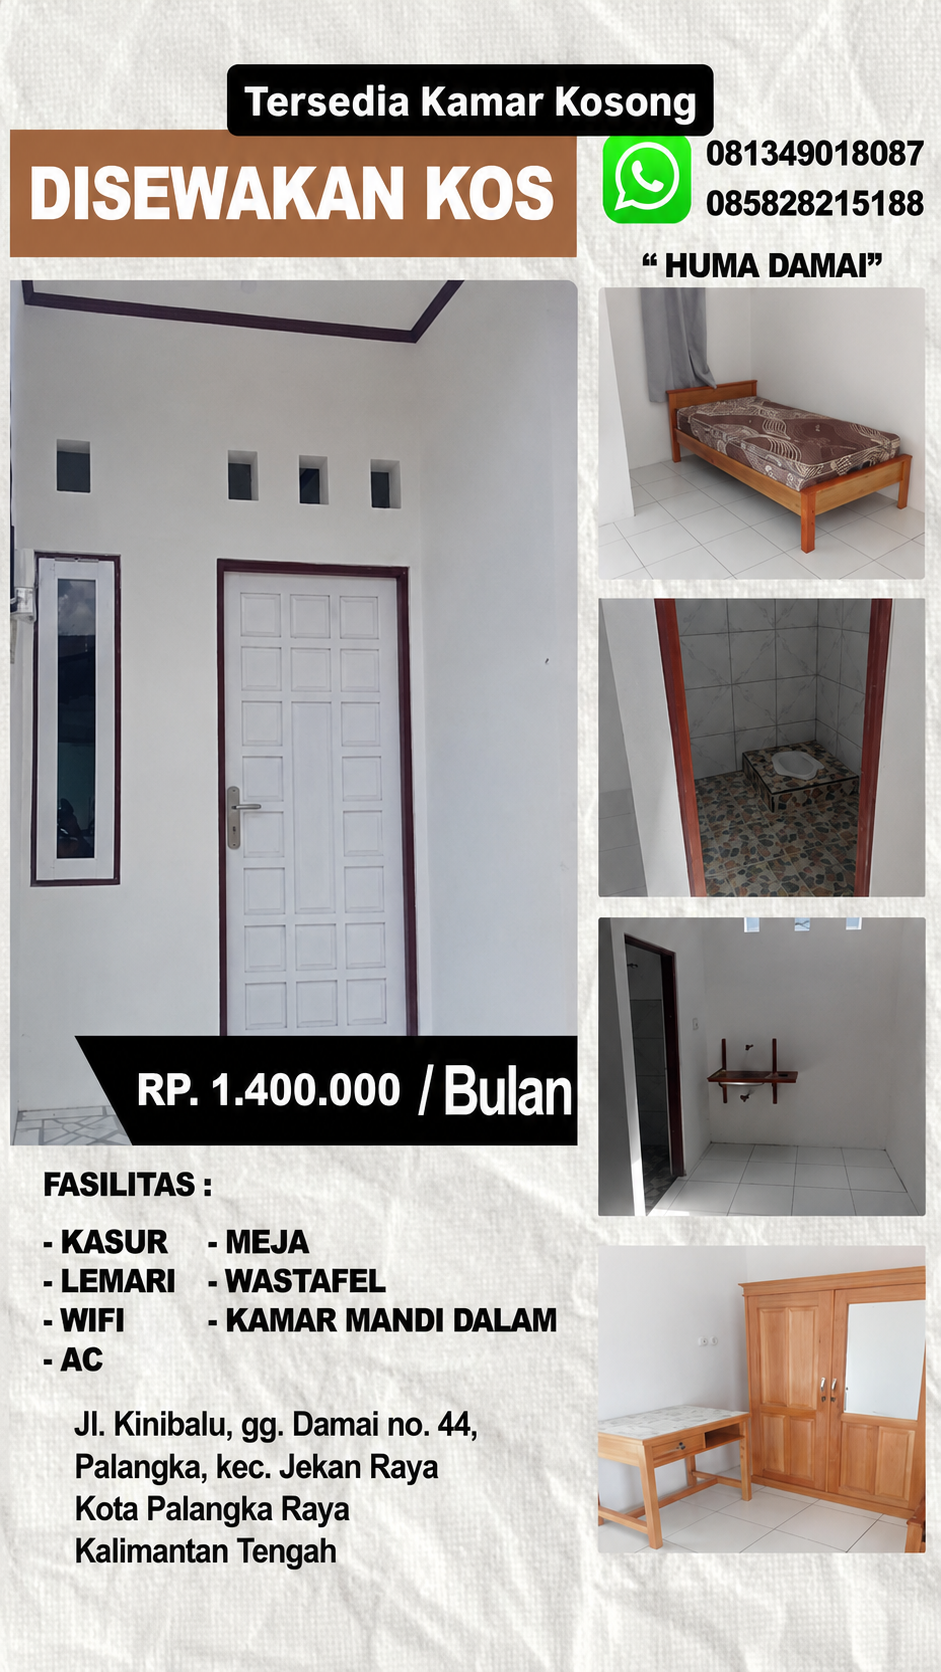 Tersedia Kamar Kosong
DISEWAKAN KOS
081349018087
085828215188
“ HUMA DAMAI”
RP. 1.400.000 / Bulan
FASILITAS :
- KASUR
- LEMARI
- WIFI
- AC
- MEJA
- WASTAFEL
- KAMAR MANDI DALAM
Jl. Kinibalu, gg. Damai no. 44,
Palangka, kec. Jekan Raya
Kota Palangka Raya
Kalimantan Tengah